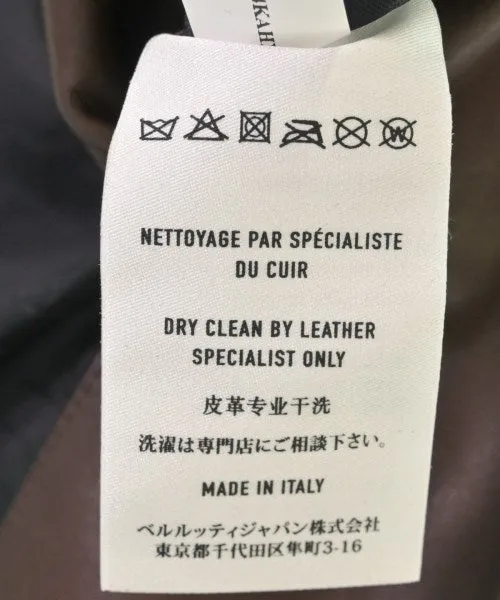 NETTOYAGE PAR SPÉCIALISTE
DU CUIR
DRY CLEAN BY LEATHER
SPECIALIST ONLY
皮革专业干洗
洗濯は専門店にご相談下さい。
MADE IN ITALY
ベルルッティジャパン株式会社
東京都千代田区隼町3-16